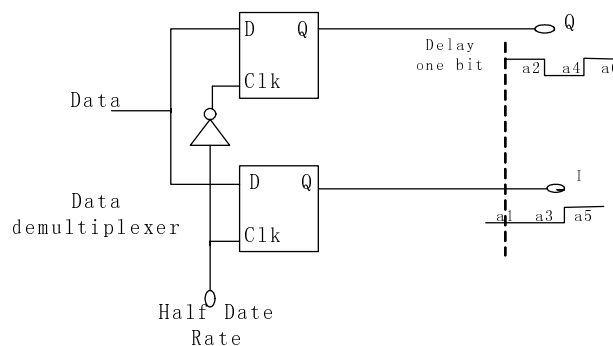 D
Q
Q
Delay
one bit
a2
a4
Clk
Data
D
Q
I
Data
demultiplexer
a1
a3
a5
Clk
Half Date
Rate